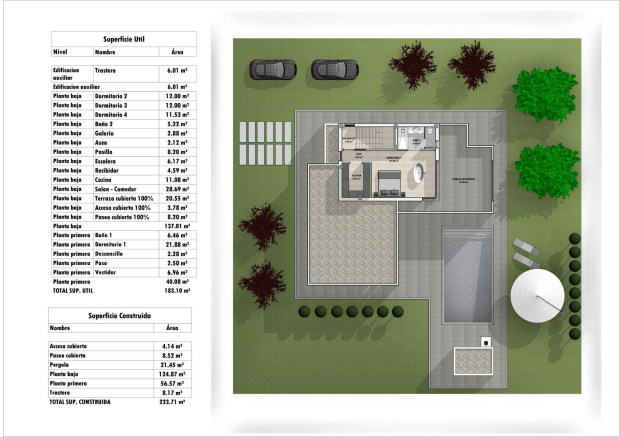 Superficie Util
Nivel Nombre Área
Edificacion auxiliar Trastero 6.01 m²
Edificacion auxilier 6.01 m²
Planta baja Dormitorio 2 12.00 m²
Planta baja Dormitorio 3 12.00 m²
Planta baja Dormitorio 4 11.53 m²
Planta baja Baño 2 5.22 m²
Planta baja Galeria 2.88 m²
Planta baja Aseo 2.12 m²
Planta baja Pasillo 8.20 m²
Planta baja Escalera 6.17 m²
Planta baja Recibidor 4.59 m²
Planta baja Cocina 11.08 m²
Planta baja Salon - Comedor 28.69 m²
Planta baja Terraza cubierta 100% 20.55 m²
Planta baja Acceso cubierto 100% 3.78 m²
Planta baja Paseo cubierto 100% 8.20 m²
Planta baja 137.01 m²
Planta primera Baño 1 6.46 m²
Planta primera Dormitorio 1 21.88 m²
Planta primera Descansillo 2.28 m²
Planta primera Paso 2.50 m²
Planta primera Vestidor 6.96 m²
Planta primera 40.08 m²
TOTAL SUP. UTIL 183.10 m²
Superficie Construida
Nombre Área
Acceso cubierto 4.14 m²
Paseo cubierto 8.52 m²
Pergola 21.45 m²
Planta baja 124.87 m²
Planta primera 56.57 m²
Trastero 8.17 m²
TOTAL SUP. CONSTRUIDA 223.71 m²